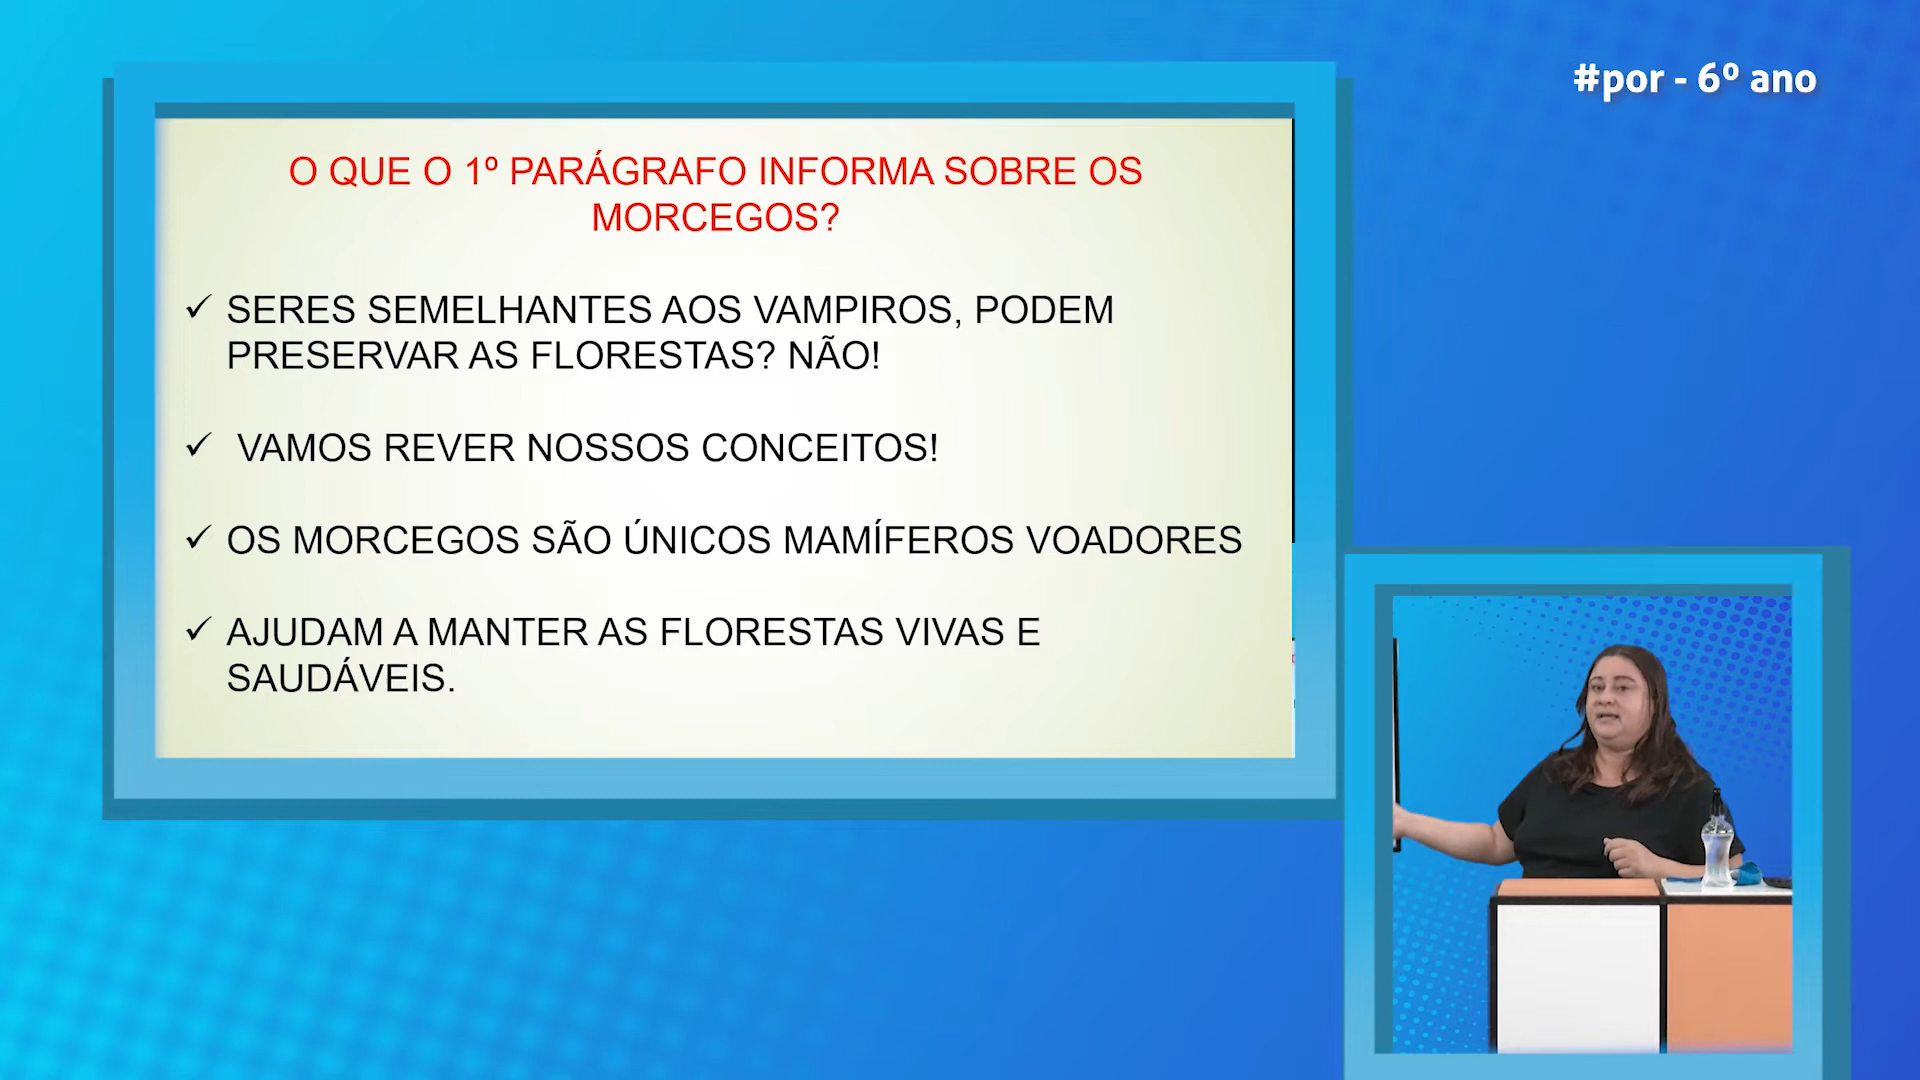 #por - 6º ano
O QUE O 1º PARÁGRAFO INFORMA SOBRE OS
MORCEGOS?
✓ SERES SEMELHANTES AOS VAMPIROS, PODEM
PRESERVAR AS FLORESTAS? NÃO!
✓ VAMOS REVER NOSSOS CONCEITOS!
✓ OS MORCEGOS SÃO ÚNICOS MAMÍFEROS VOADORES
✓ AJUDAM A MANTER AS FLORESTAS VIVAS E
SAUDÁVEIS.